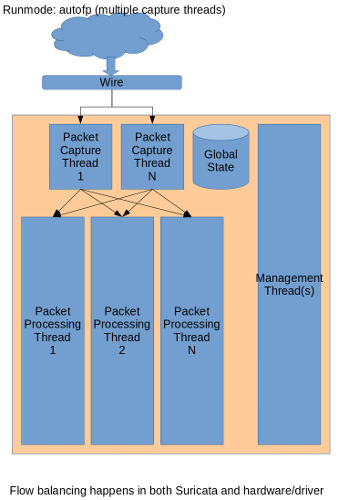 Runmode: autofp (multiple capture threads)
Wire
Packet
Capture
Thread
1
Packet
Capture
Thread
N
Global
State
Management
Thread(s)
Packet
Processing
Thread
1
Packet
Processing
Thread
2
Packet
Processing
Thread
N
Flow balancing happens in both Suricata and hardware/driver